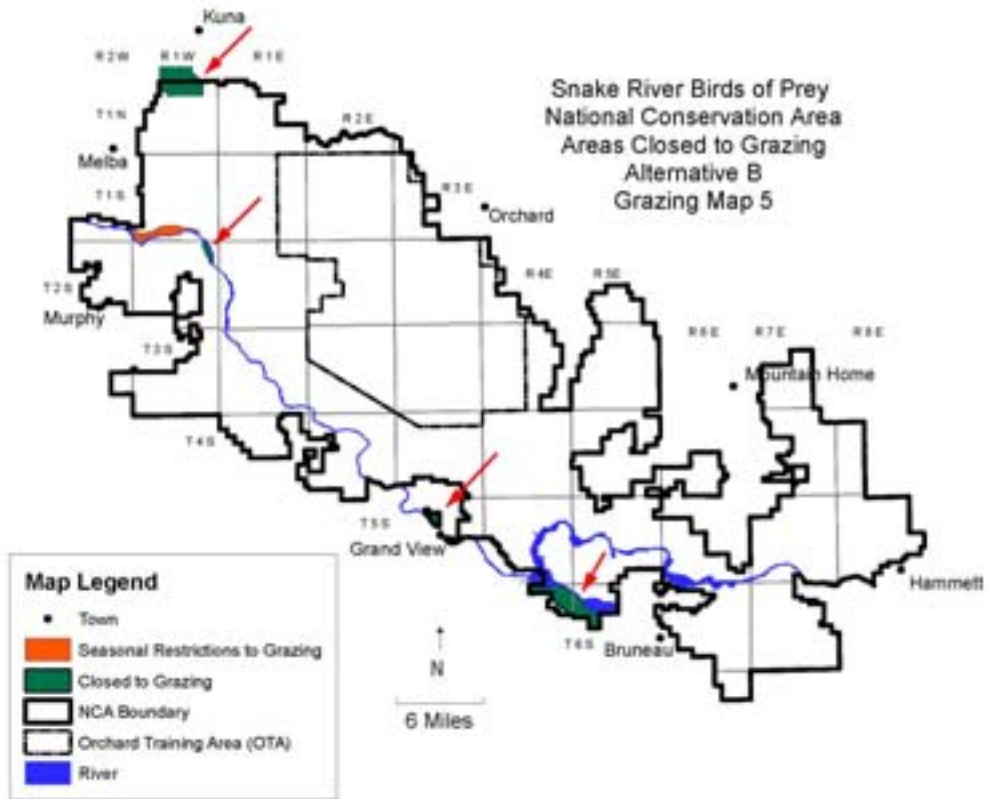 Kuna
R2W R1W R1E
Snake River Birds of Prey
National Conservation Area
Areas Closed to Grazing
Alternative B
Grazing Map 5
T1N
R2E
Melba
T1S
R3E
Orchard
T2S
R4E R5E
Murphy
R6E R7E R8E
T3S
Mountain Home
T4S
T5S
Grand View
Hammett
T6S
Bruneau
N
6 Miles
Map Legend
Town
Seasonal Restrictions to Grazing
Closed to Grazing
NCA Boundary
Orchard Training Area (OTA)
River